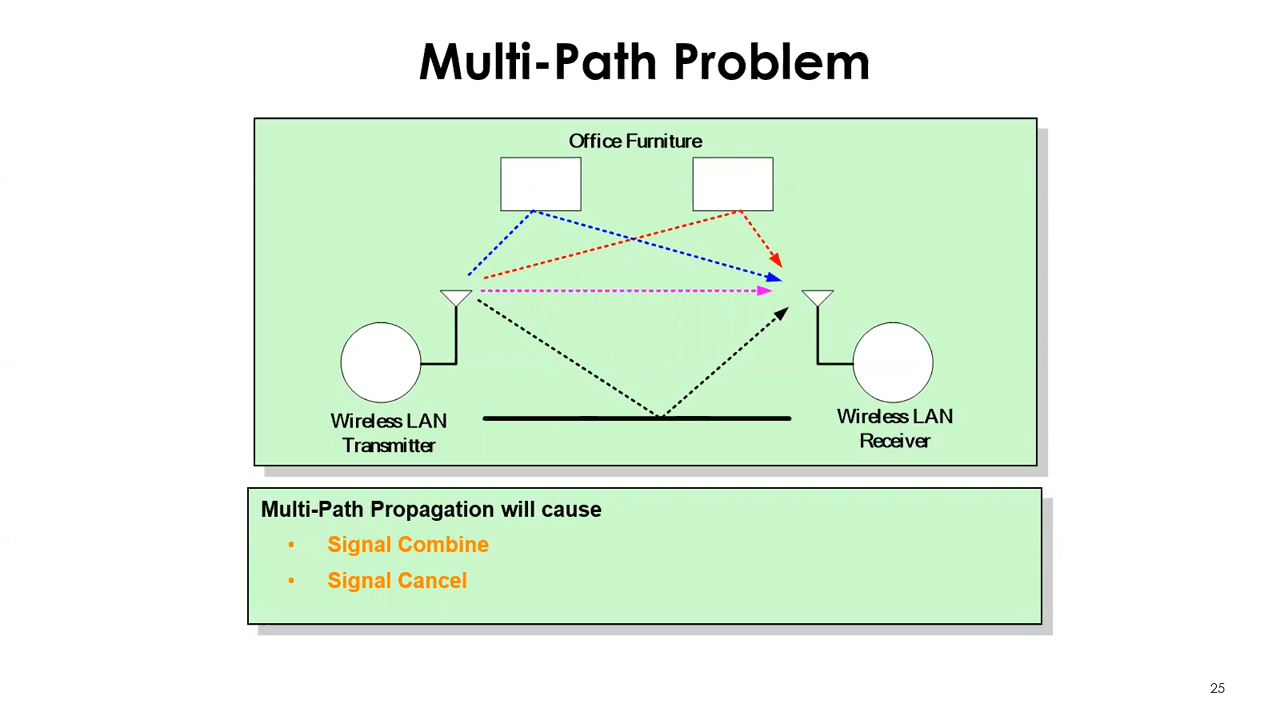 Multi-Path Problem
Office Furniture
Wireless LAN
Transmitter
Wireless LAN
Receiver
Multi-Path Propagation will cause
• Signal Combine
• Signal Cancel
25